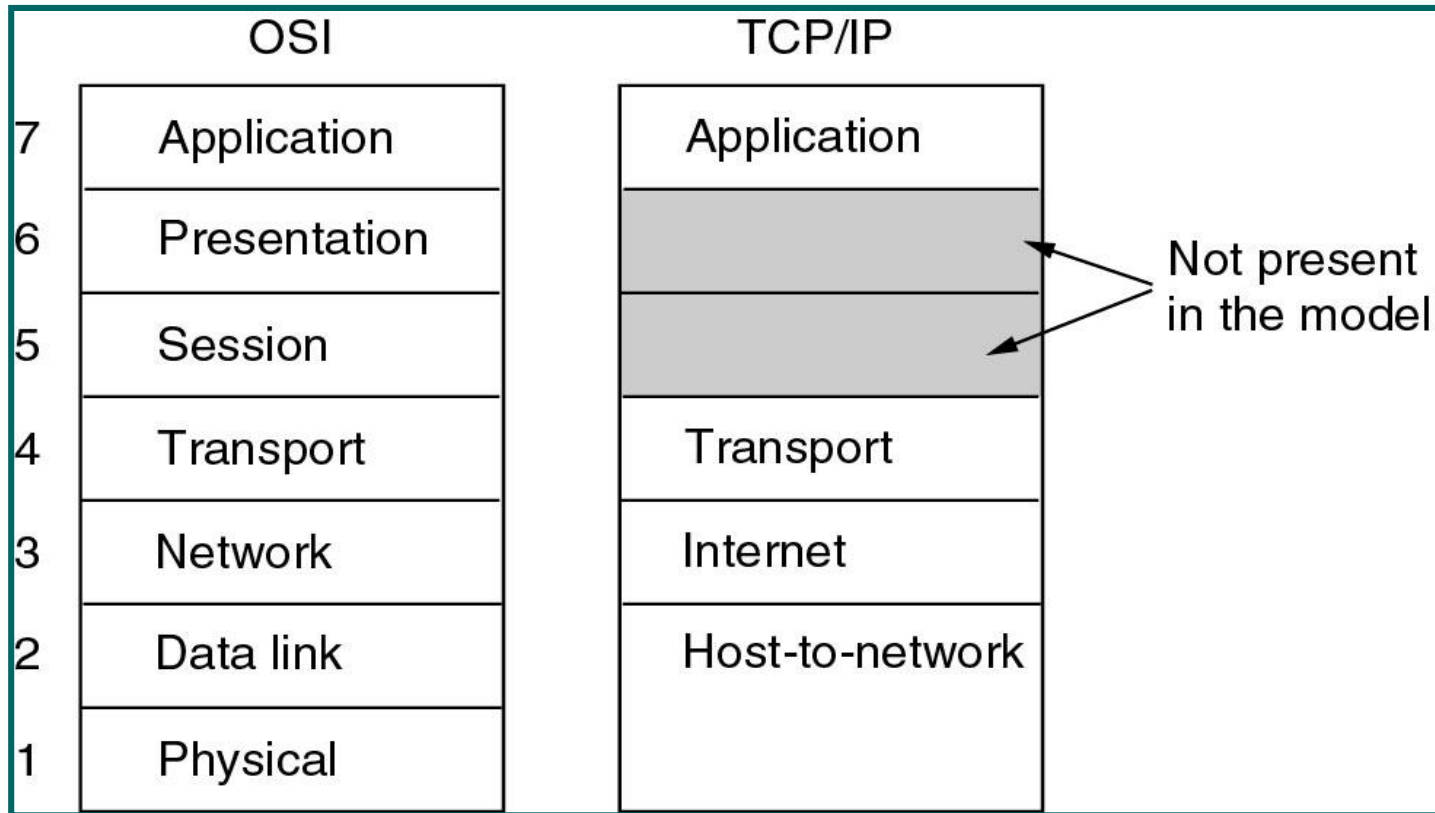 OSI
TCP/IP
7
Application
Application
6
Presentation
Not present
in the model
5
Session
4
Transport
Transport
3
Network
Internet
2
Data link
Host-to-network
1
Physical